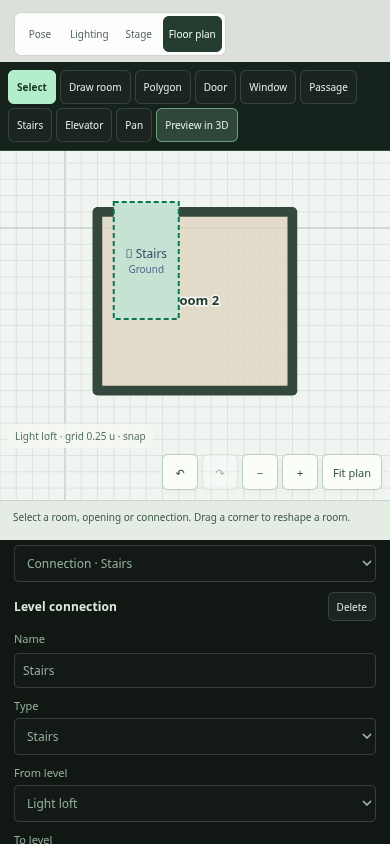 Pose Lighting Stage Floor plan
Select Draw room Polygon Door Window Passage
Stairs Elevator Pan Preview in 3D
Stairs
Ground
oom 2
Light loft · grid 0.25 u · snap
↶ ↷ − + Fit plan
Select a room, opening or connection. Drag a corner to reshape a room.
Connection · Stairs
Level connection Delete
Name
Stairs
Type
Stairs
From level
Light loft
To level